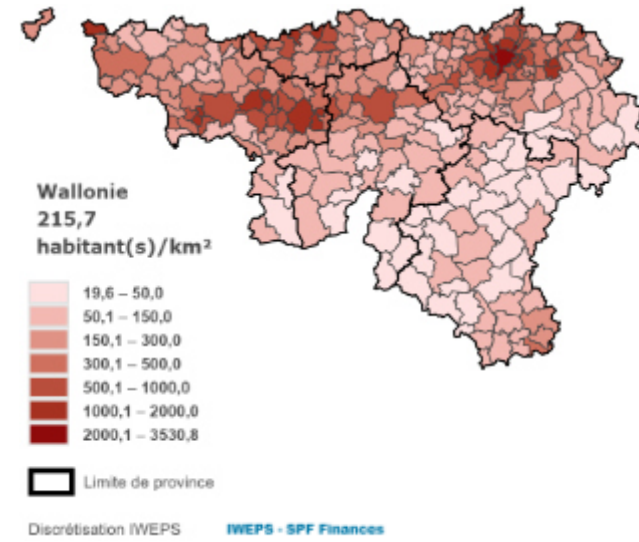 Wallonie
215,7
habitant(s)/km²
19,6 – 50,0
50,1 – 150,0
150,1 – 300,0
300,1 – 500,0
500,1 – 1000,0
1000,1 – 2000,0
2000,1 – 3530,8
Limite de province
Discrétisation IWEPS IWEPS - SPF Finances